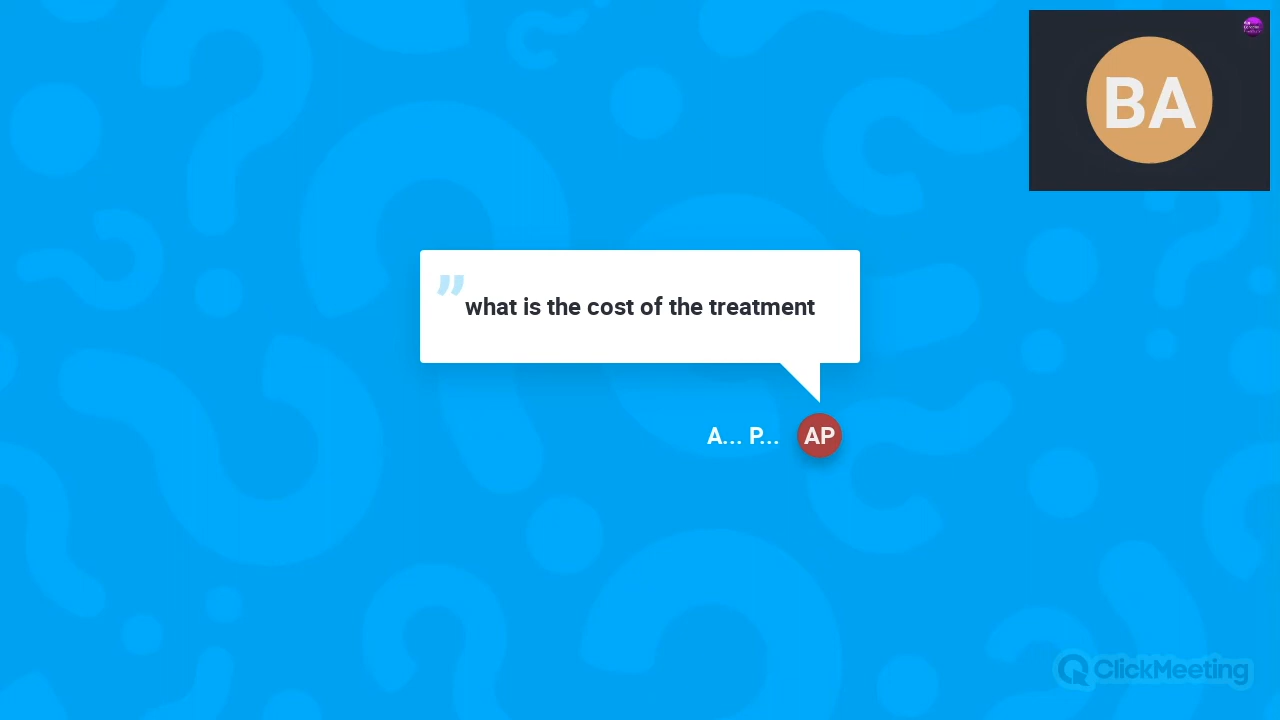 BA
” what is the cost of the treatment
A... P... AP
ClickMeeting